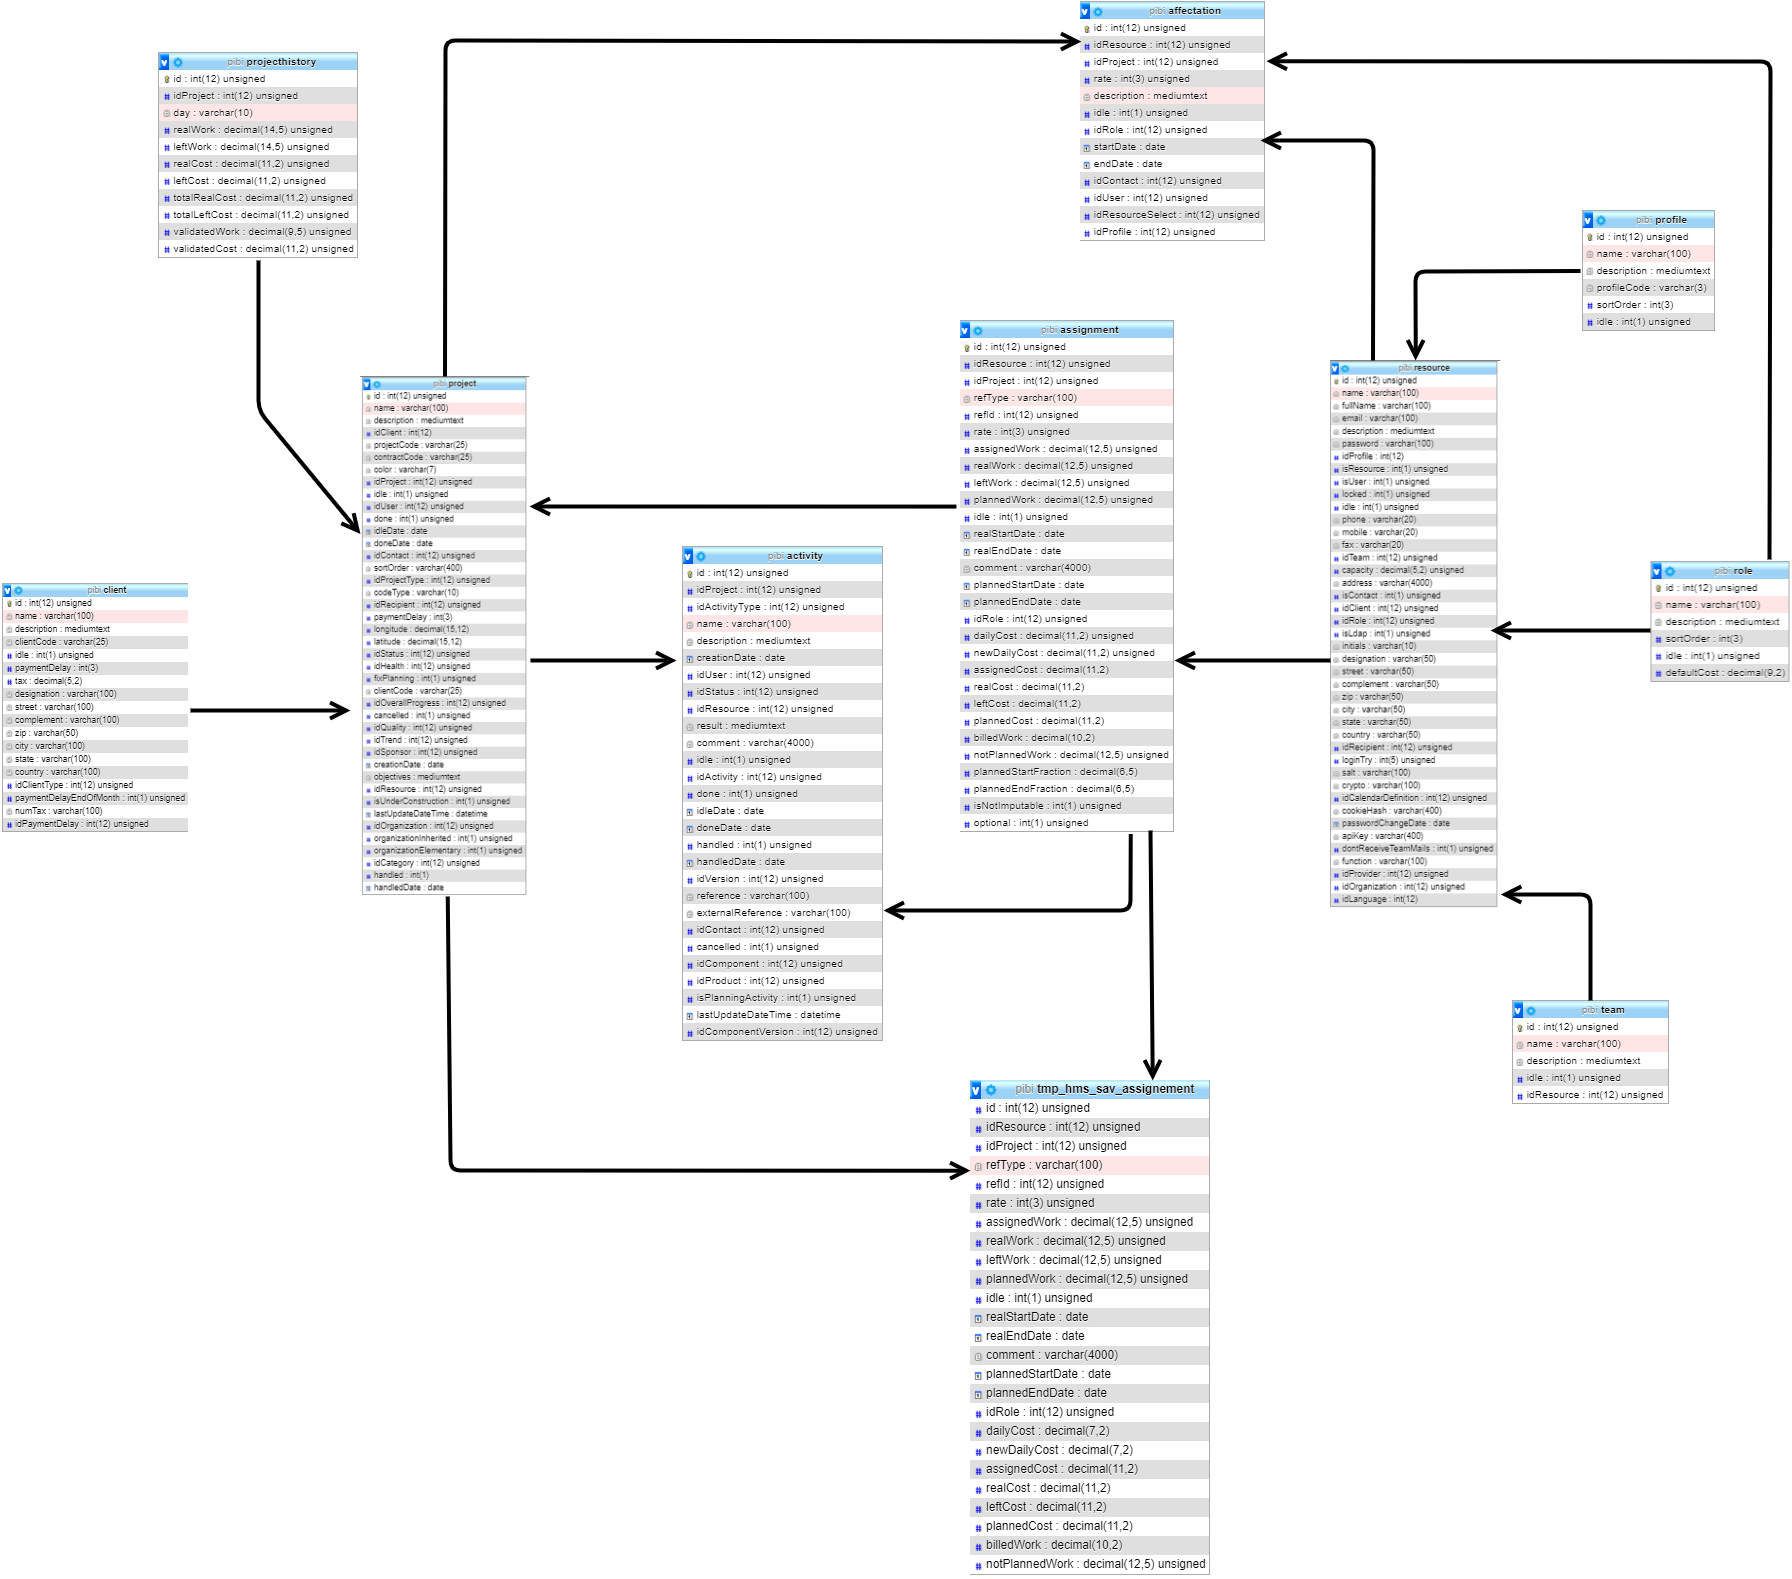 pibi affectation
id : int(12) unsigned
idResource : int(12) unsigned
idProject : int(12) unsigned
rate : int(3) unsigned
description : mediumtext
idle : int(1) unsigned
idRole : int(12) unsigned
startDate : date
endDate : date
idContact : int(12) unsigned
idUser : int(12) unsigned
idResourceSelect : int(12) unsigned
idProfile : int(12) unsigned
pibi projecthistory
id : int(12) unsigned
idProject : int(12) unsigned
day : varchar(10)
realWork : decimal(14,5) unsigned
leftWork : decimal(14,5) unsigned
realCost : decimal(11,2) unsigned
leftCost : decimal(11,2) unsigned
totalRealCost : decimal(11,2) unsigned
totalLeftCost : decimal(11,2) unsigned
validatedWork : decimal(9,5) unsigned
validatedCost : decimal(11,2) unsigned
pibi profile
id : int(12) unsigned
name : varchar(100)
description : mediumtext
profileCode : varchar(3)
sortOrder : int(3)
idle : int(1) unsigned
pibi assignment
id : int(12) unsigned
idResource : int(12) unsigned
idProject : int(12) unsigned
refType : varchar(100)
refId : int(12) unsigned
rate : int(3) unsigned
assignedWork : decimal(12,5) unsigned
realWork : decimal(12,5) unsigned
leftWork : decimal(12,5) unsigned
plannedWork : decimal(12,5) unsigned
idle : int(1) unsigned
realStartDate : date
realEndDate : date
comment : varchar(4000)
plannedStartDate : date
plannedEndDate : date
idRole : int(12) unsigned
dailyCost : decimal(11,2) unsigned
newDailyCost : decimal(11,2) unsigned
assignedCost : decimal(11,2)
realCost : decimal(11,2)
leftCost : decimal(11,2)
plannedCost : decimal(11,2)
billedWork : decimal(10,2)
notPlannedWork : decimal(12,5) unsigned
plannedStartFraction : decimal(6,5)
plannedEndFraction : decimal(6,5)
isNotImputable : int(1) unsigned
optional : int(1) unsigned
pibi resource
id : int(12) unsigned
name : varchar(100)
fullName : varchar(100)
email : varchar(100)
description : mediumtext
password : varchar(100)
idProfile : int(12)
isResource : int(1) unsigned
isUser : int(1) unsigned
locked : int(1) unsigned
idle : int(1) unsigned
phone : varchar(20)
mobile : varchar(20)
fax : varchar(20)
idTeam : int(12) unsigned
capacity : decimal(5,2) unsigned
address : varchar(4000)
isContact : int(1) unsigned
idClient : int(12) unsigned
idRole : int(12) unsigned
isLdap : int(1) unsigned
initials : varchar(10)
designation : varchar(50)
street : varchar(50)
complement : varchar(50)
zip : varchar(50)
city : varchar(50)
state : varchar(50)
country : varchar(50)
idRecipient : int(12) unsigned
loginTry : int(5) unsigned
salt : varchar(100)
crypto : varchar(100)
idCalendarDefinition : int(12) unsigned
cookieHash : varchar(400)
passwordChangeDate : date
apiKey : varchar(400)
dontReceiveTeamMails : int(1) unsigned
function : varchar(100)
idProvider : int(12) unsigned
idOrganization : int(12) unsigned
idLanguage : int(12)
pibi project
id : int(12) unsigned
name : varchar(100)
description : mediumtext
idClient : int(12)
projectCode : varchar(25)
contractCode : varchar(25)
color : varchar(7)
idProject : int(12) unsigned
idle : int(1) unsigned
idUser : int(12) unsigned
done : int(1) unsigned
idleDate : date
doneDate : date
idContact : int(12) unsigned
sortOrder : varchar(400)
idProjectType : int(12) unsigned
codeType : varchar(10)
idRecipient : int(12) unsigned
paymentDelay : int(3)
longitude : decimal(15,12)
latitude : decimal(15,12)
idStatus : int(12) unsigned
idHealth : int(12) unsigned
fixPlanning : int(1) unsigned
clientCode : varchar(25)
idOverallProgress : int(12) unsigned
cancelled : int(1) unsigned
idQuality : int(12) unsigned
idTrend : int(12) unsigned
idSponsor : int(12) unsigned
creationDate : date
objectives : mediumtext
idResource : int(12) unsigned
isUnderConstruction : int(1) unsigned
lastUpdateDateTime : datetime
idOrganization : int(12) unsigned
organizationInherited : int(1) unsigned
organizationElementary : int(1) unsigned
idCategory : int(12) unsigned
handled : int(1)
handledDate : date
pibi activity
id : int(12) unsigned
idProject : int(12) unsigned
idActivityType : int(12) unsigned
name : varchar(100)
description : mediumtext
creationDate : date
idUser : int(12) unsigned
idStatus : int(12) unsigned
idResource : int(12) unsigned
result : mediumtext
comment : varchar(4000)
idle : int(1) unsigned
idActivity : int(12) unsigned
done : int(1) unsigned
idleDate : date
doneDate : date
handled : int(1) unsigned
handledDate : date
idVersion : int(12) unsigned
reference : varchar(100)
externalReference : varchar(100)
idContact : int(12) unsigned
cancelled : int(1) unsigned
idComponent : int(12) unsigned
idProduct : int(12) unsigned
isPlanningActivity : int(1) unsigned
lastUpdateDateTime : datetime
idComponentVersion : int(12) unsigned
pibi role
id : int(12) unsigned
name : varchar(100)
description : mediumtext
sortOrder : int(3)
idle : int(1) unsigned
defaultCost : decimal(9,2)
pibi client
id : int(12) unsigned
name : varchar(100)
description : mediumtext
clientCode : varchar(25)
idle : int(1) unsigned
paymentDelay : int(3)
tax : decimal(5,2)
designation : varchar(100)
street : varchar(100)
complement : varchar(100)
zip : varchar(50)
city : varchar(100)
state : varchar(100)
country : varchar(100)
idClientType : int(12) unsigned
paymentDelayEndOfMonth : int(1) unsigned
numTax : varchar(100)
idPaymentDelay : int(12) unsigned
pibi team
id : int(12) unsigned
name : varchar(100)
description : mediumtext
idle : int(1) unsigned
idResource : int(12) unsigned
pibi tmp_hms_sav_assignement
id : int(12) unsigned
idResource : int(12) unsigned
idProject : int(12) unsigned
refType : varchar(100)
refId : int(12) unsigned
rate : int(3) unsigned
assignedWork : decimal(12,5) unsigned
realWork : decimal(12,5) unsigned
leftWork : decimal(12,5) unsigned
plannedWork : decimal(12,5) unsigned
idle : int(1) unsigned
realStartDate : date
realEndDate : date
comment : varchar(4000)
plannedStartDate : date
plannedEndDate : date
idRole : int(12) unsigned
dailyCost : decimal(7,2)
newDailyCost : decimal(7,2)
assignedCost : decimal(11,2)
realCost : decimal(11,2)
leftCost : decimal(11,2)
plannedCost : decimal(11,2)
billedWork : decimal(10,2)
notPlannedWork : decimal(12,5) unsigned